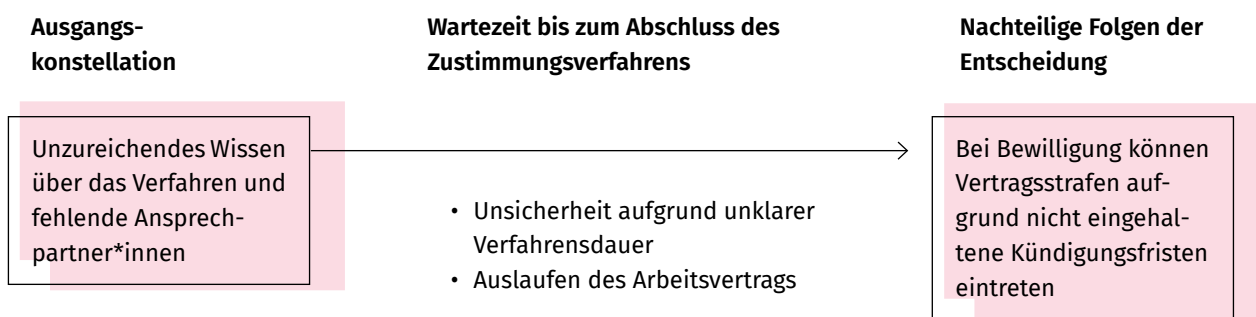 Ausgangs-
konstellation
Wartezeit bis zum Abschluss des
Zustimmungsverfahrens
Nachteilige Folgen der
Entscheidung
Unzureichendes Wissen
über das Verfahren und
fehlende Ansprech-
partner*innen
• Unsicherheit aufgrund unklarer
Verfahrensdauer
• Auslaufen des Arbeitsvertrags
Bei Bewilligung können
Vertragsstrafen auf-
grund nicht eingehal-
tene Kündigungsfristen
eintreten